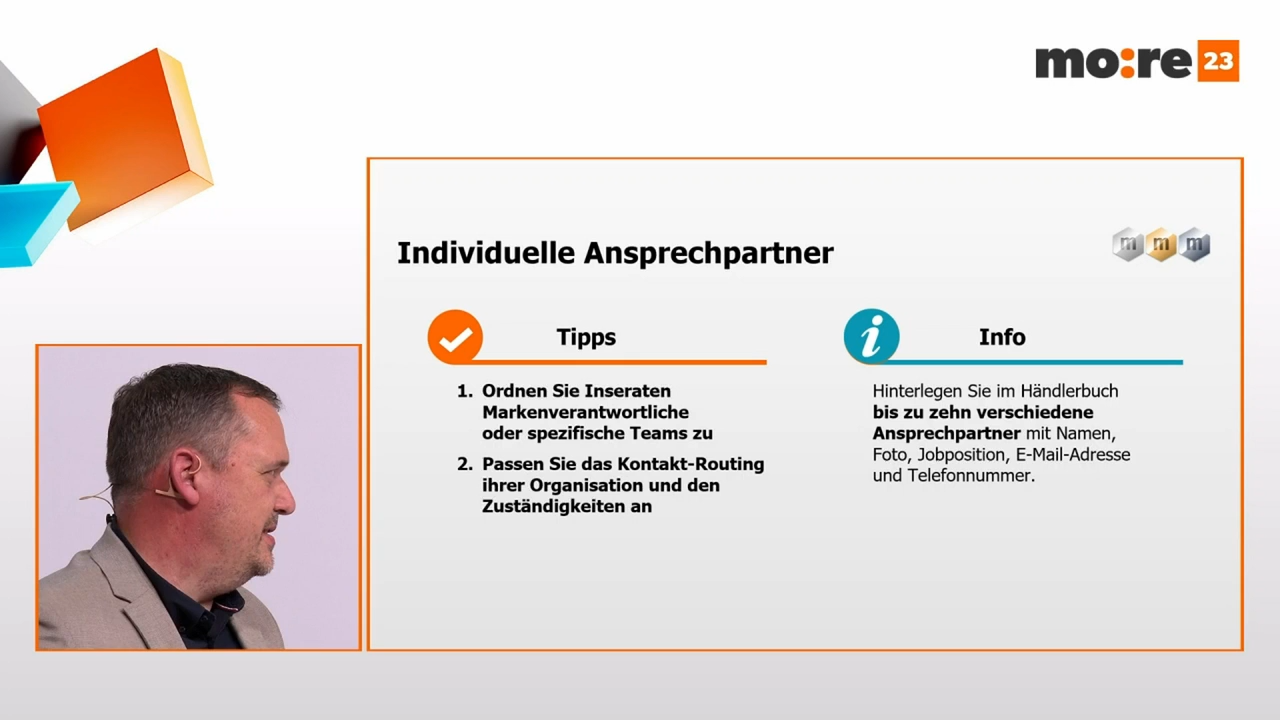 mo:re 23
Individuelle Ansprechpartner
m m m
Tipps
1. Ordnen Sie Inseraten
Markenverantwortliche
oder spezifische Teams zu
2. Passen Sie das Kontakt-Routing
ihrer Organisation und den
Zuständigkeiten an
i Info
Hinterlegen Sie im Händlerbuch
bis zu zehn verschiedene
Ansprechpartner mit Namen,
Foto, Jobposition, E-Mail-Adresse
und Telefonnummer.